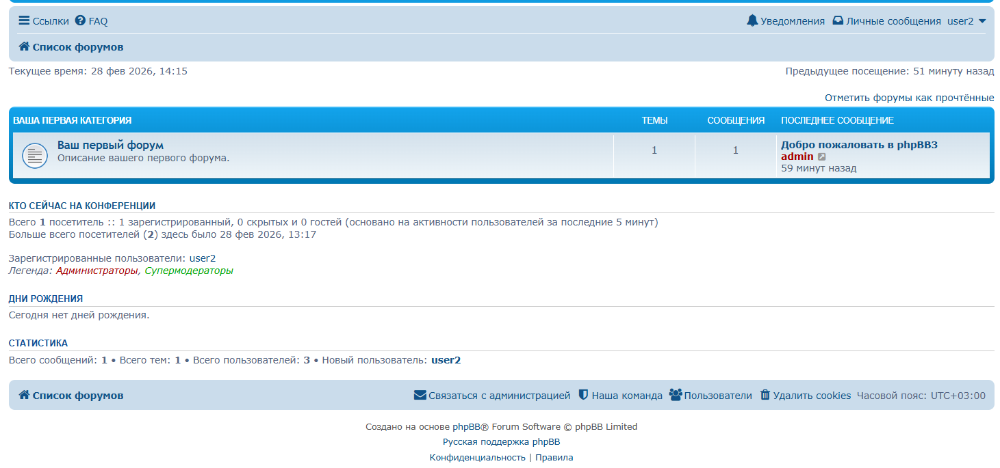 Ссылки FAQ Уведомления Личные сообщения user2
Список форумов
Текущее время: 28 фев 2026, 14:15 Предыдущее посещение: 51 минуту назад
Отметить форумы как прочтённые
ВАША ПЕРВАЯ КАТЕГОРИЯ ТЕМЫ СООБЩЕНИЯ ПОСЛЕДНЕЕ СООБЩЕНИЕ
Ваш первый форум
Описание вашего первого форума.
1 1
Добро пожаловать в phpBB3
admin
59 минут назад
КТО СЕЙЧАС НА КОНФЕРЕНЦИИ
Всего 1 посетитель :: 1 зарегистрированный, 0 скрытых и 0 гостей (основано на активности пользователей за последние 5 минут)
Больше всего посетителей (2) здесь было 28 фев 2026, 13:17
Зарегистрированные пользователи: user2
Легенда: Администраторы, Супермодераторы
ДНИ РОЖДЕНИЯ
Сегодня нет дней рождения.
СТАТИСТИКА
Всего сообщений: 1 • Всего тем: 1 • Всего пользователей: 3 • Новый пользователь: user2
Список форумов Связаться с администрацией Наша команда Пользователи Удалить cookies Часовой пояс: UTC+03:00
Создано на основе phpBB® Forum Software © phpBB Limited
Русская поддержка phpBB
Конфиденциальность | Правила